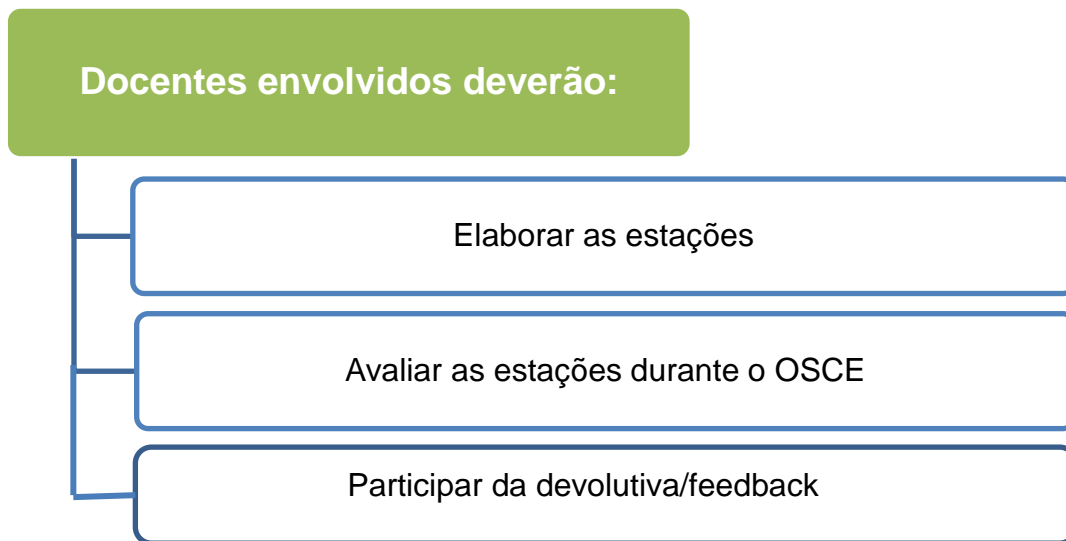 Docentes envolvidos deverão:
Elaborar as estações
Avaliar as estações durante o OSCE
Participar da devolutiva/feedback